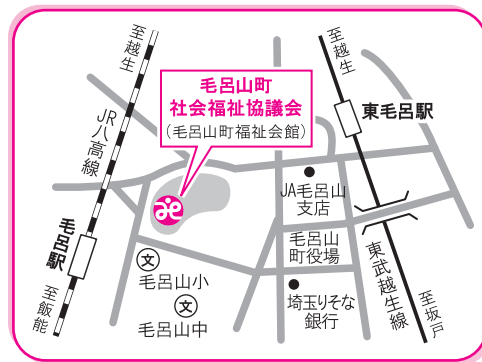 至越生
JR八高線
毛呂駅
至飯能
毛呂山町
社会福祉協議会
（毛呂山町福祉会館）
文
毛呂山小
文
毛呂山中
JA毛呂山
支店
毛呂山
町役場
埼玉りそな
銀行
至越生
東毛呂駅
東武越生線
至坂戸